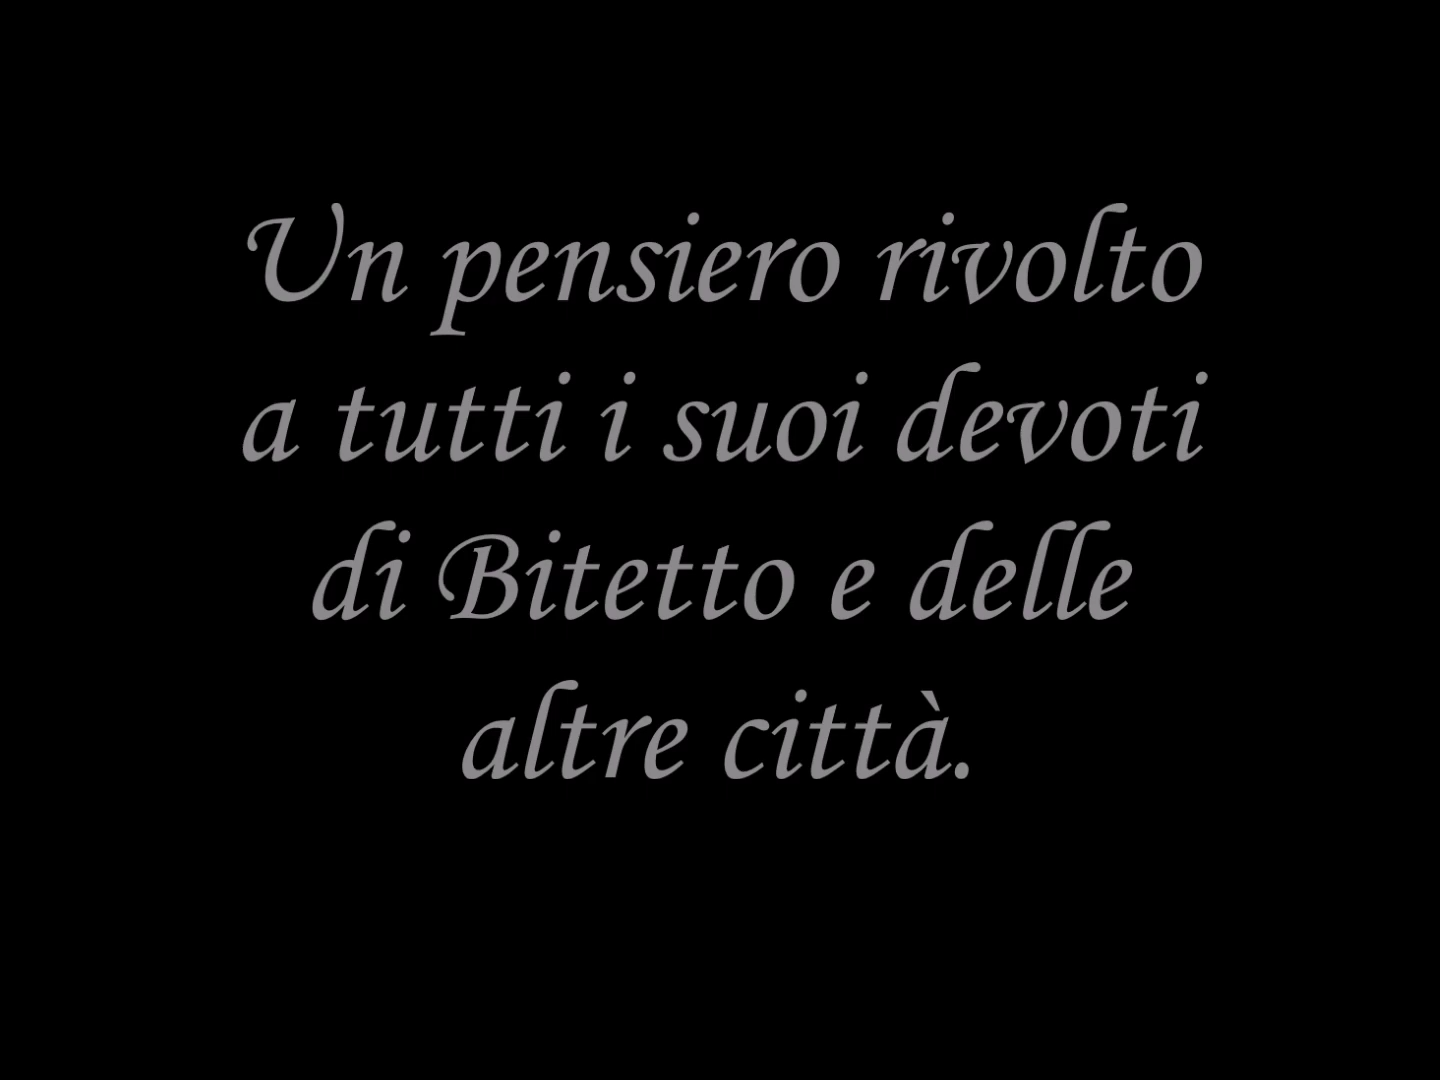 Un pensiero rivolto
a tutti i suoi devoti
di Bitetto e delle
altre città.